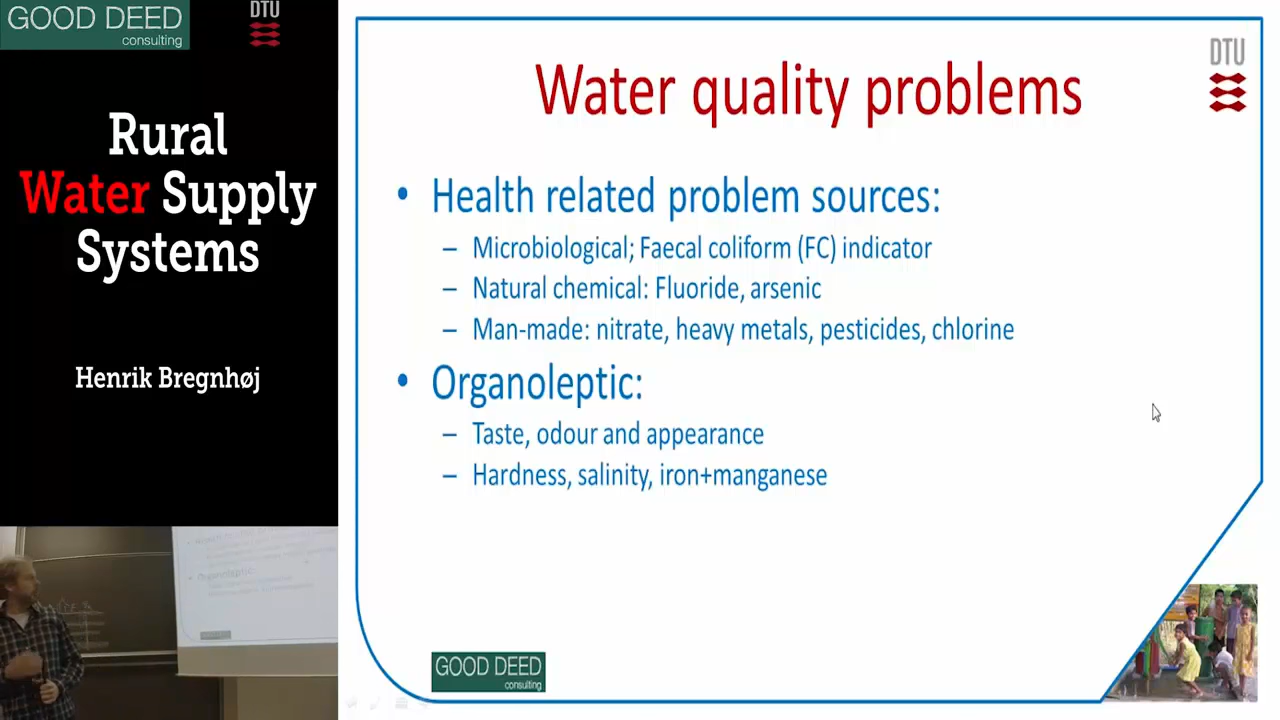 GOOD DEED
consulting
DTU
Rural
Water Supply
Systems
Henrik Bregnhøj
DTU
Water quality problems
• Health related problem sources:
– Microbiological; Faecal coliform (FC) indicator
– Natural chemical: Fluoride, arsenic
– Man-made: nitrate, heavy metals, pesticides, chlorine
• Organoleptic:
– Taste, odour and appearance
– Hardness, salinity, iron+manganese
GOOD DEED
consulting